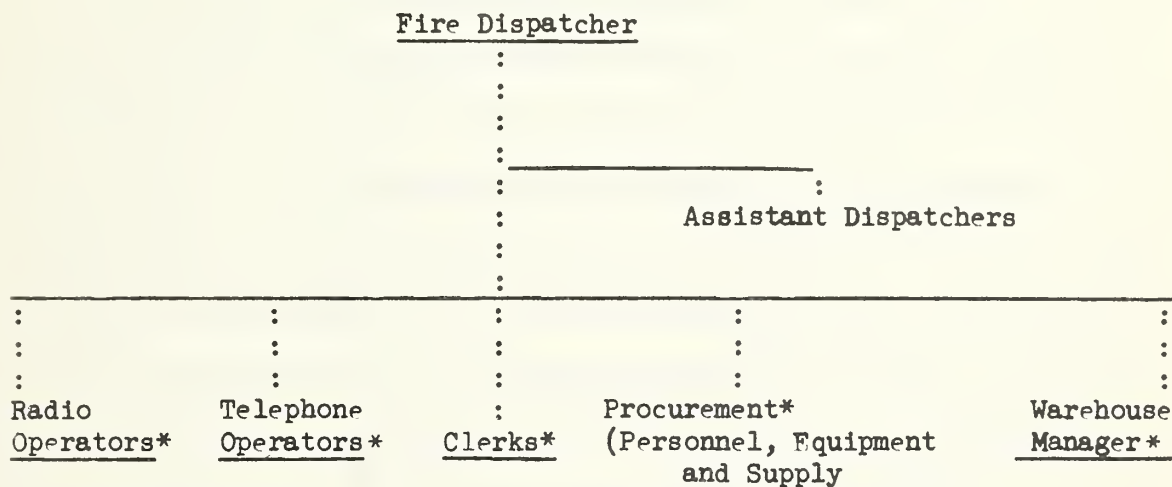 Fire Dispatcher
Assistant Dispatchers
Radio
Operators*
Telephone
Operators*
Clerks*
Procurement*
(Personnel, Equipment
and Supply
Warehouse
Manager*